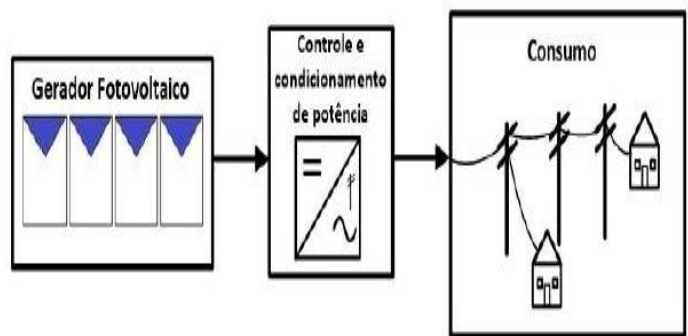 Gerador Fotovoltaico
Controle e
condicionamento
de potência
Consumo